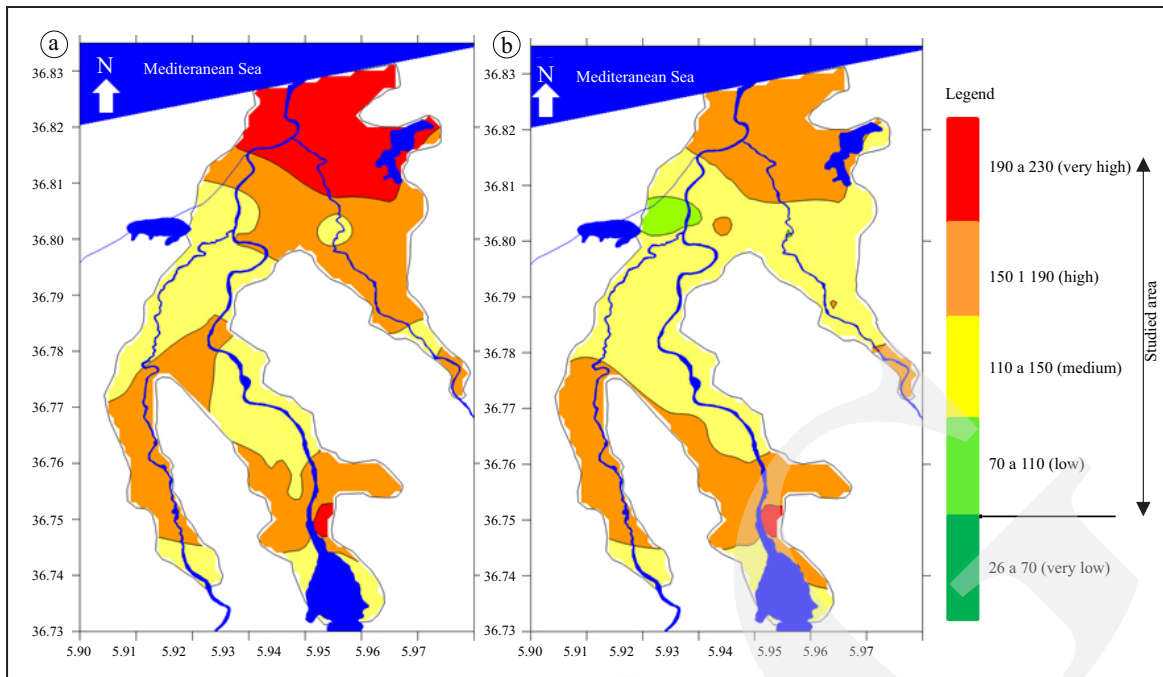 a
N
Mediteranean Sea
36.83
36.82
36.81
36.80
36.79
36.78
36.77
36.76
36.75
36.74
36.73
5.90
5.91
5.92
5.93
5.94
5.95
5.96
5.97
b
N
Mediteranean Sea
36.83
36.82
36.81
36.80
36.79
36.78
36.77
36.76
36.75
36.74
36.73
5.90
5.91
5.92
5.93
5.94
5.95
5.96
5.97
Legend
190 a 230 (very high)
150 1 190 (high)
110 a 150 (medium)
70 a 110 (low)
26 a 70 (very low)
Studied area